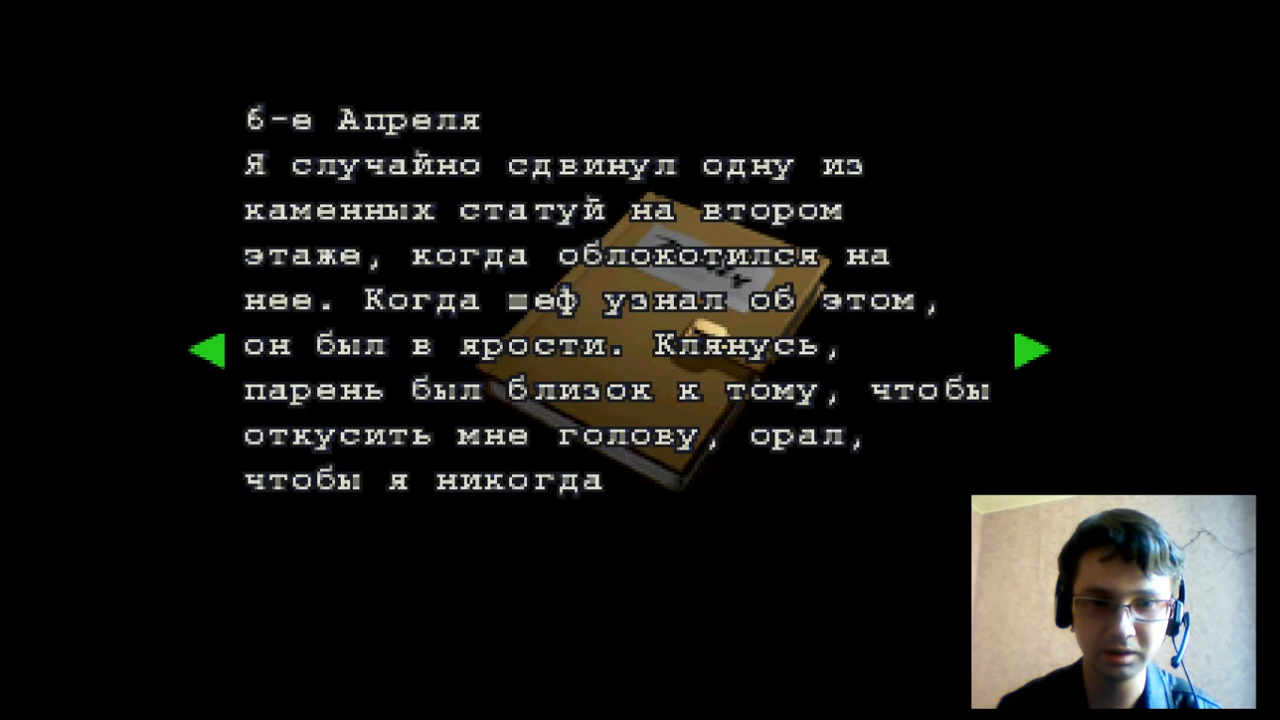 6-е Апреля
Я случайно сдвинул одну из
каменных статуй на втором
этаже, когда облокотился на
нее. Когда шеф узнал об этом,
он был в ярости. Клянусь,
парень был близок к тому, чтобы
откусить мне голову, орал,
чтобы я никогда